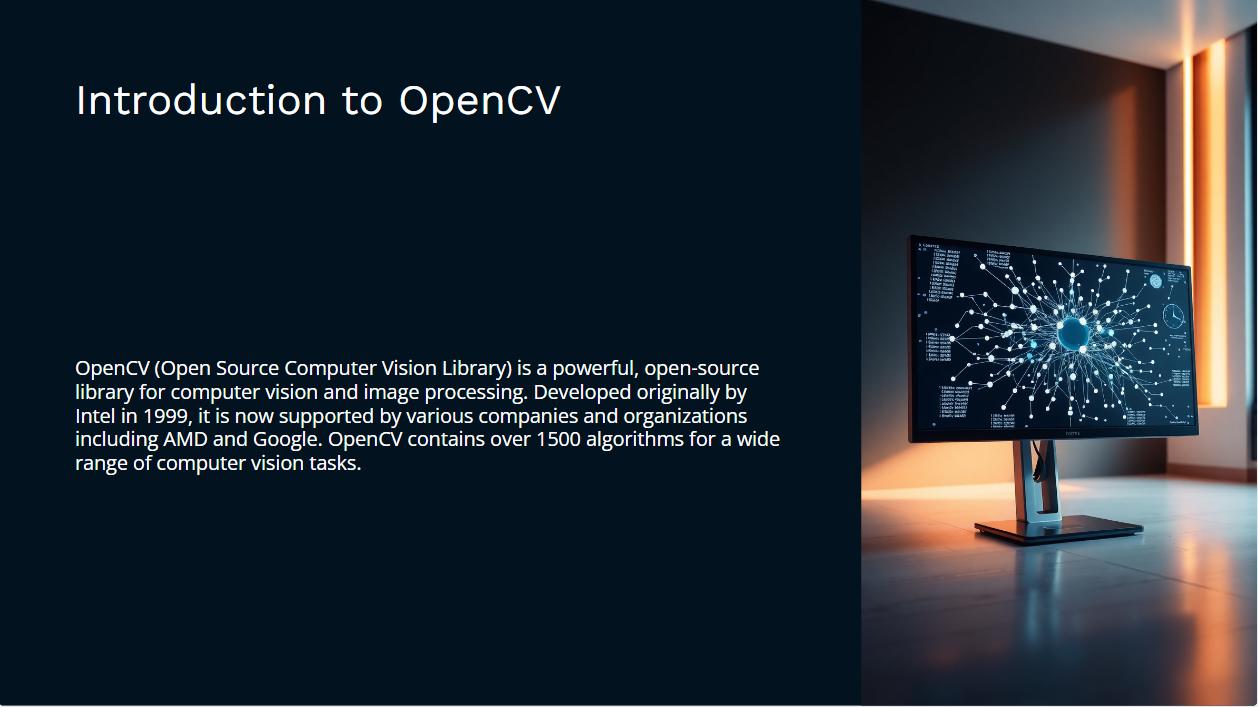 Introduction to OpenCV
OpenCV (Open Source Computer Vision Library) is a powerful, open-source
library for computer vision and image processing. Developed originally by
Intel in 1999, it is now supported by various companies and organizations
including AMD and Google. OpenCV contains over 1500 algorithms for a wide
range of computer vision tasks.